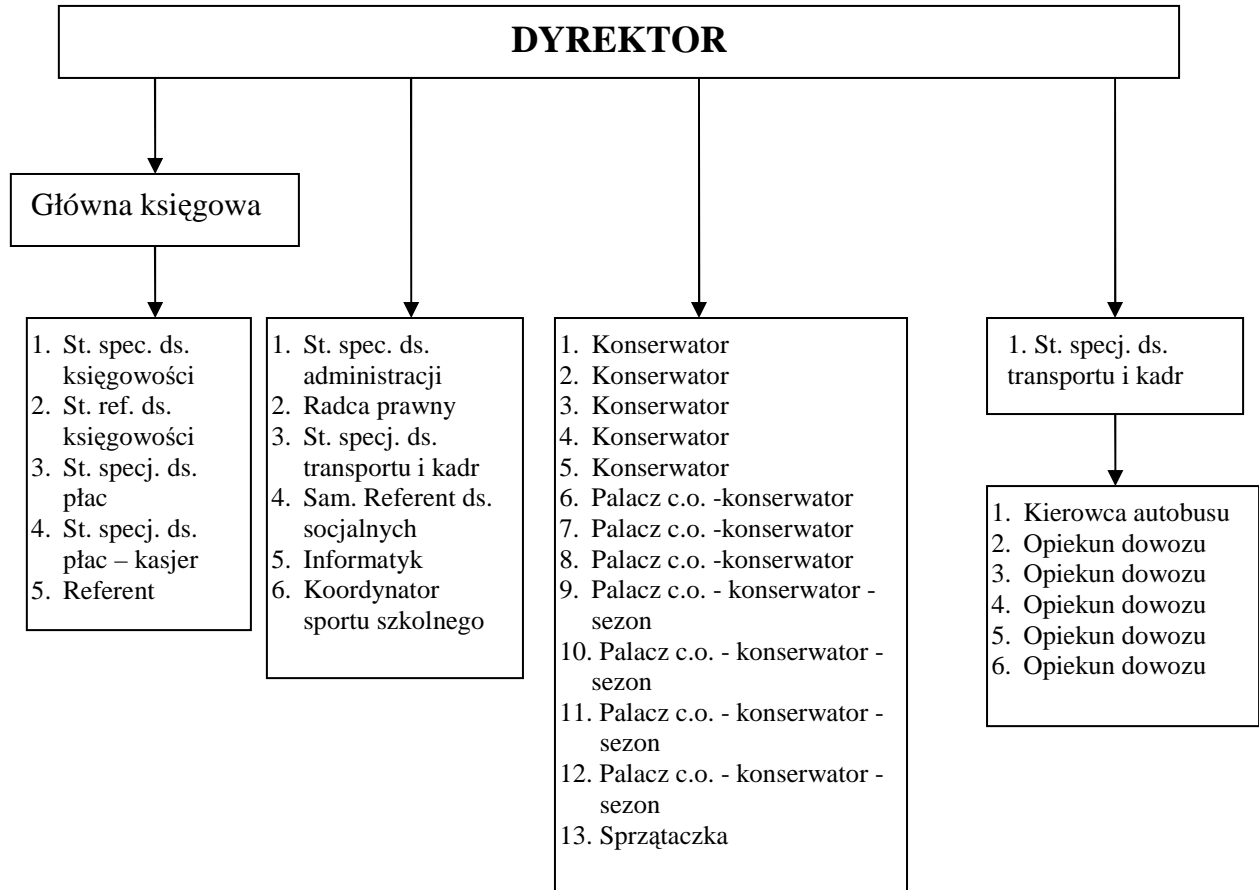 DYREKTOR
Główna księgowa
1. St. spec. ds.
księgowości
2. St. ref. ds.
księgowości
3. St. specj. ds.
płac
4. St. specj. ds.
płac – kasjer
5. Referent
1. St. spec. ds.
administracji
2. Radca prawny
3. St. specj. ds.
transportu i kadr
4. Sam. Referent ds.
socjalnych
5. Informatyk
6. Koordynator
sportu szkolnego
1. Konserwator
2. Konserwator
3. Konserwator
4. Konserwator
5. Konserwator
6. Palacz c.o. -konserwator
7. Palacz c.o. -konserwator
8. Palacz c.o. -konserwator
9. Palacz c.o. - konserwator -
sezon
10. Palacz c.o. - konserwator -
sezon
11. Palacz c.o. - konserwator -
sezon
12. Palacz c.o. - konserwator -
sezon
13. Sprzątaczka
1. St. specj. ds.
transportu i kadr
1. Kierowca autobusu
2. Opiekun dowozu
3. Opiekun dowozu
4. Opiekun dowozu
5. Opiekun dowozu
6. Opiekun dowozu